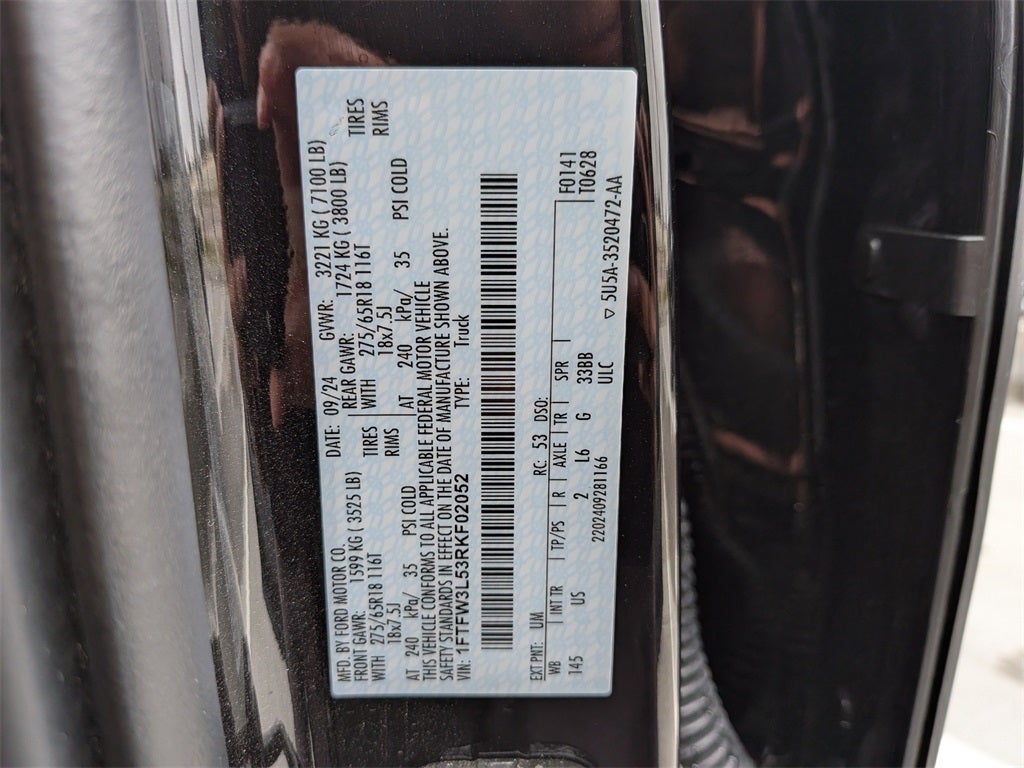 MFD. BY FORD MOTOR CO. DATE: 09/24 GVWR: 3221 KG ( 7100 LB)
FRONT GAWR: 1599 KG ( 3525 LB) REAR GAWR: 1724 KG ( 3800 LB)
WITH 275/65R18 116T TIRES WITH 275/65R18 116T TIRES
18x7.5J RIMS 18x7.5J RIMS
AT 240 kPa/ 35 PSI COLD AT 240 kPa/ 35 PSI COLD
THIS VEHICLE CONFORMS TO ALL APPLICABLE FEDERAL MOTOR VEHICLE
SAFETY STANDARDS IN EFFECT ON THE DATE OF MANUFACTURE SHOWN ABOVE.
VIN: 1FTFW3L53RKF02052 TYPE: Truck
EXT PNT: UM RC: 53 DSO: F0141
WB | INT TR | TP/PS | R | AXLE | TR | SPR | T0628
145 US 2 L6 G 33BB
2202409281166 ULC
▽ 5U5A-3520472-AA